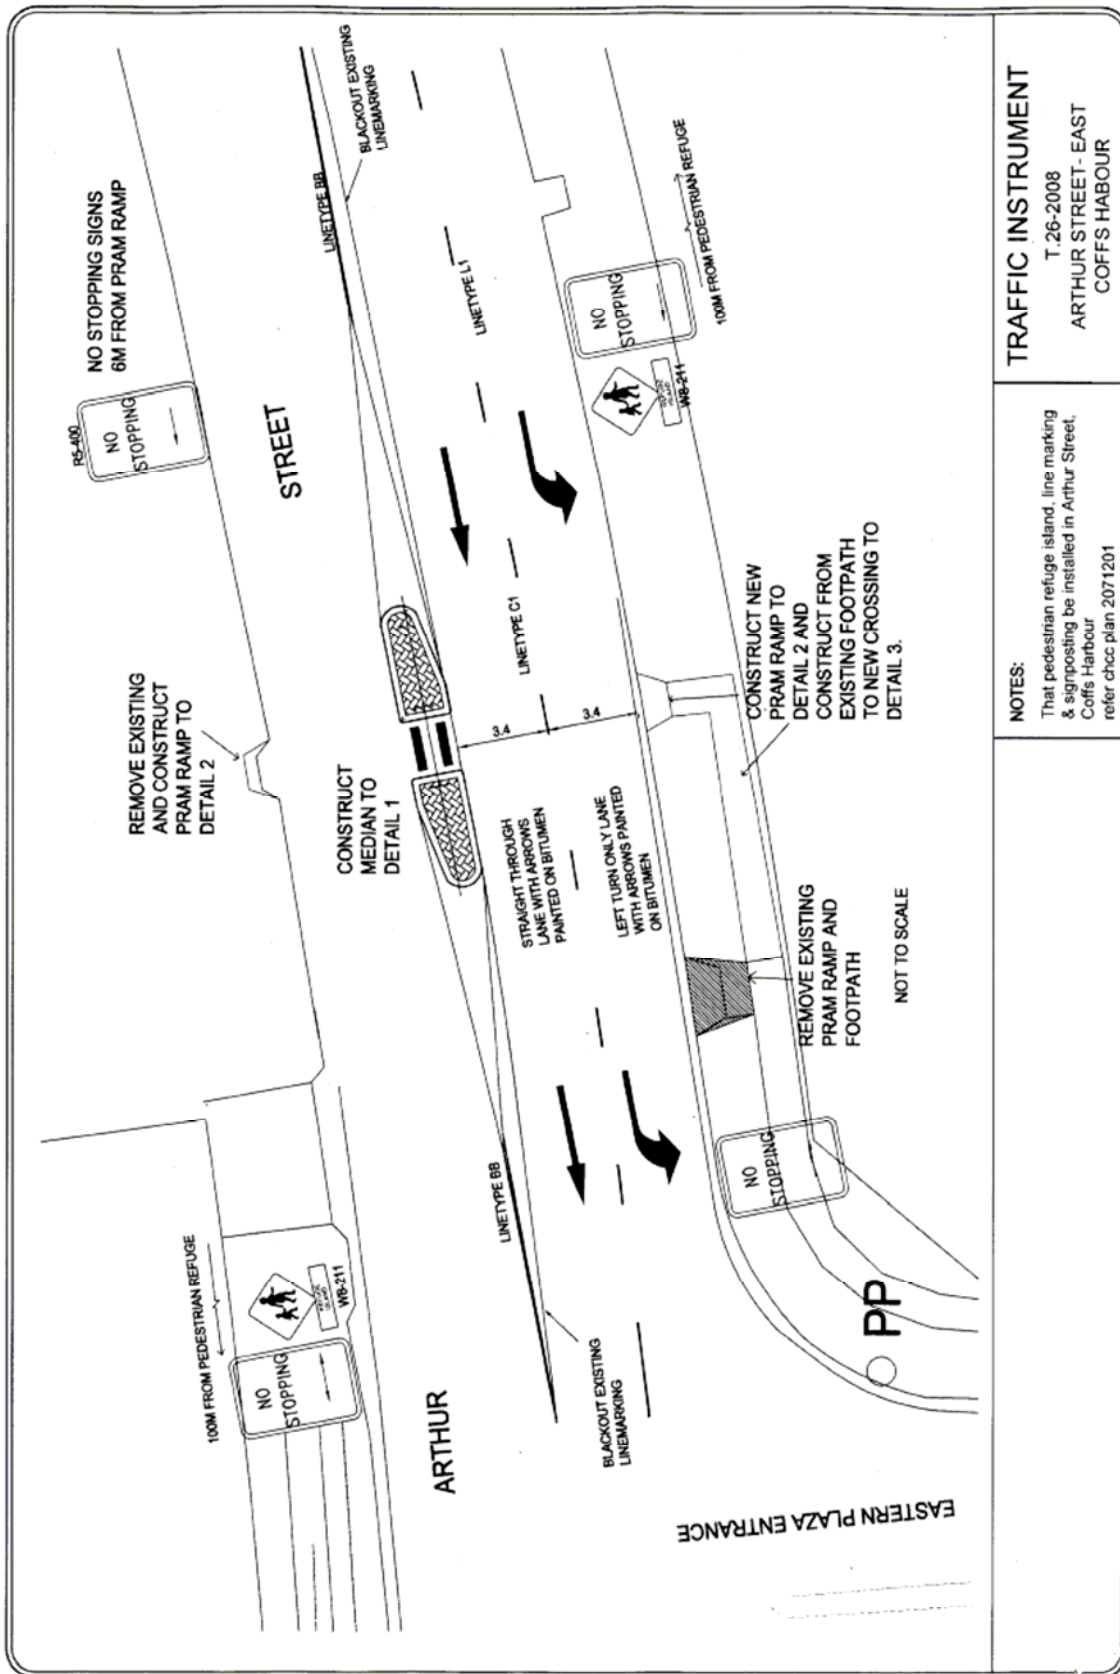 NO STOPPING SIGNS
6M FROM PRAM RAMP
R5-400
NO
STOPPING
STREET
LINETYPE BB
BLACKOUT EXISTING
LINEMARKING
LINETYPE L1
NO
STOPPING
100M FROM PEDESTRIAN REFUGE
W8-211
REMOVE EXISTING
AND CONSTRUCT
PRAM RAMP TO
DETAIL 2
CONSTRUCT
MEDIAN TO
DETAIL 1
LINETYPE C1
3.4
3.4
CONSTRUCT NEW
PRAM RAMP TO
DETAIL 2 AND
CONSTRUCT FROM
EXISTING FOOTPATH
TO NEW CROSSING TO
DETAIL 3.
STRAIGHT THROUGH
LANE WITH ARROWS
PAINTED ON BITUMEN
LEFT TURN ONLY LANE
WITH ARROWS PAINTED
ON BITUMEN
REMOVE EXISTING
PRAM RAMP AND
FOOTPATH
NOT TO SCALE
100M FROM PEDESTRIAN REFUGE
REFUGE
ISLAND
W8-211
NO
STOPPING
ARTHUR
LINETYPE BB
BLACKOUT EXISTING
LINEMARKING
NO
STOPPING
PP
EASTERN PLAZA ENTRANCE
NOTES:
That pedestrian refuge island, line marking
& signposting be installed in Arthur Street,
Coffs Harbour
refer chcc plan 2071201
TRAFFIC INSTRUMENT
T.26-2008
ARTHUR STREET - EAST
COFFS HABOUR